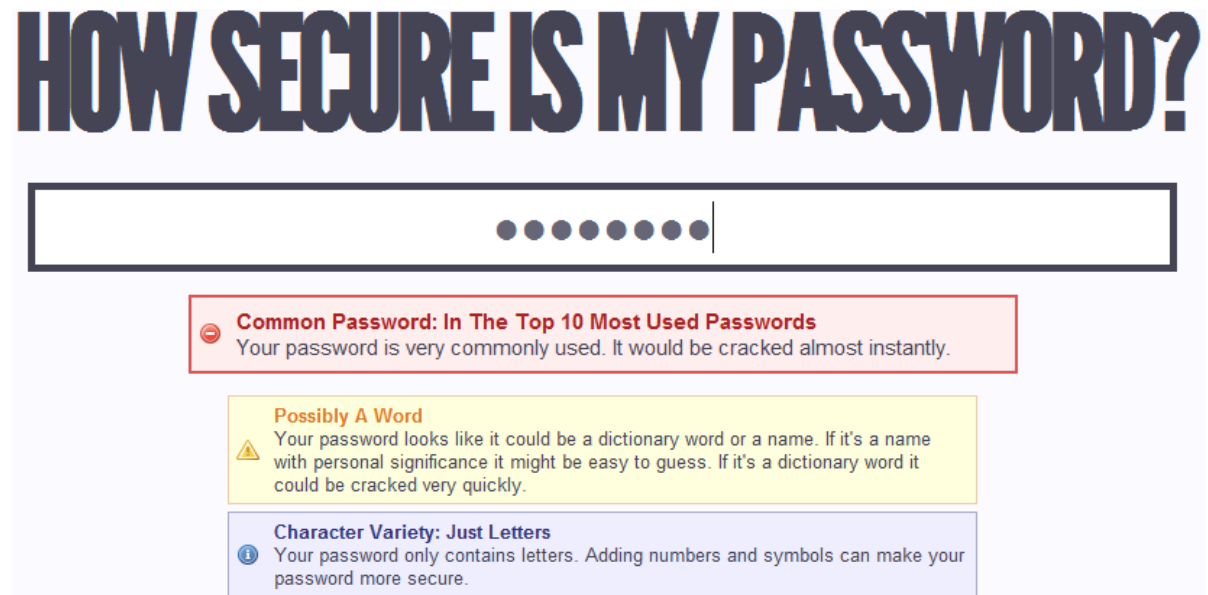 HOW SECURE IS MY PASSWORD?
Common Password: In The Top 10 Most Used Passwords
Your password is very commonly used. It would be cracked almost instantly.
Possibly A Word
Your password looks like it could be a dictionary word or a name. If it's a name
with personal significance it might be easy to guess. If it's a dictionary word it
could be cracked very quickly.
Character Variety: Just Letters
Your password only contains letters. Adding numbers and symbols can make your
password more secure.